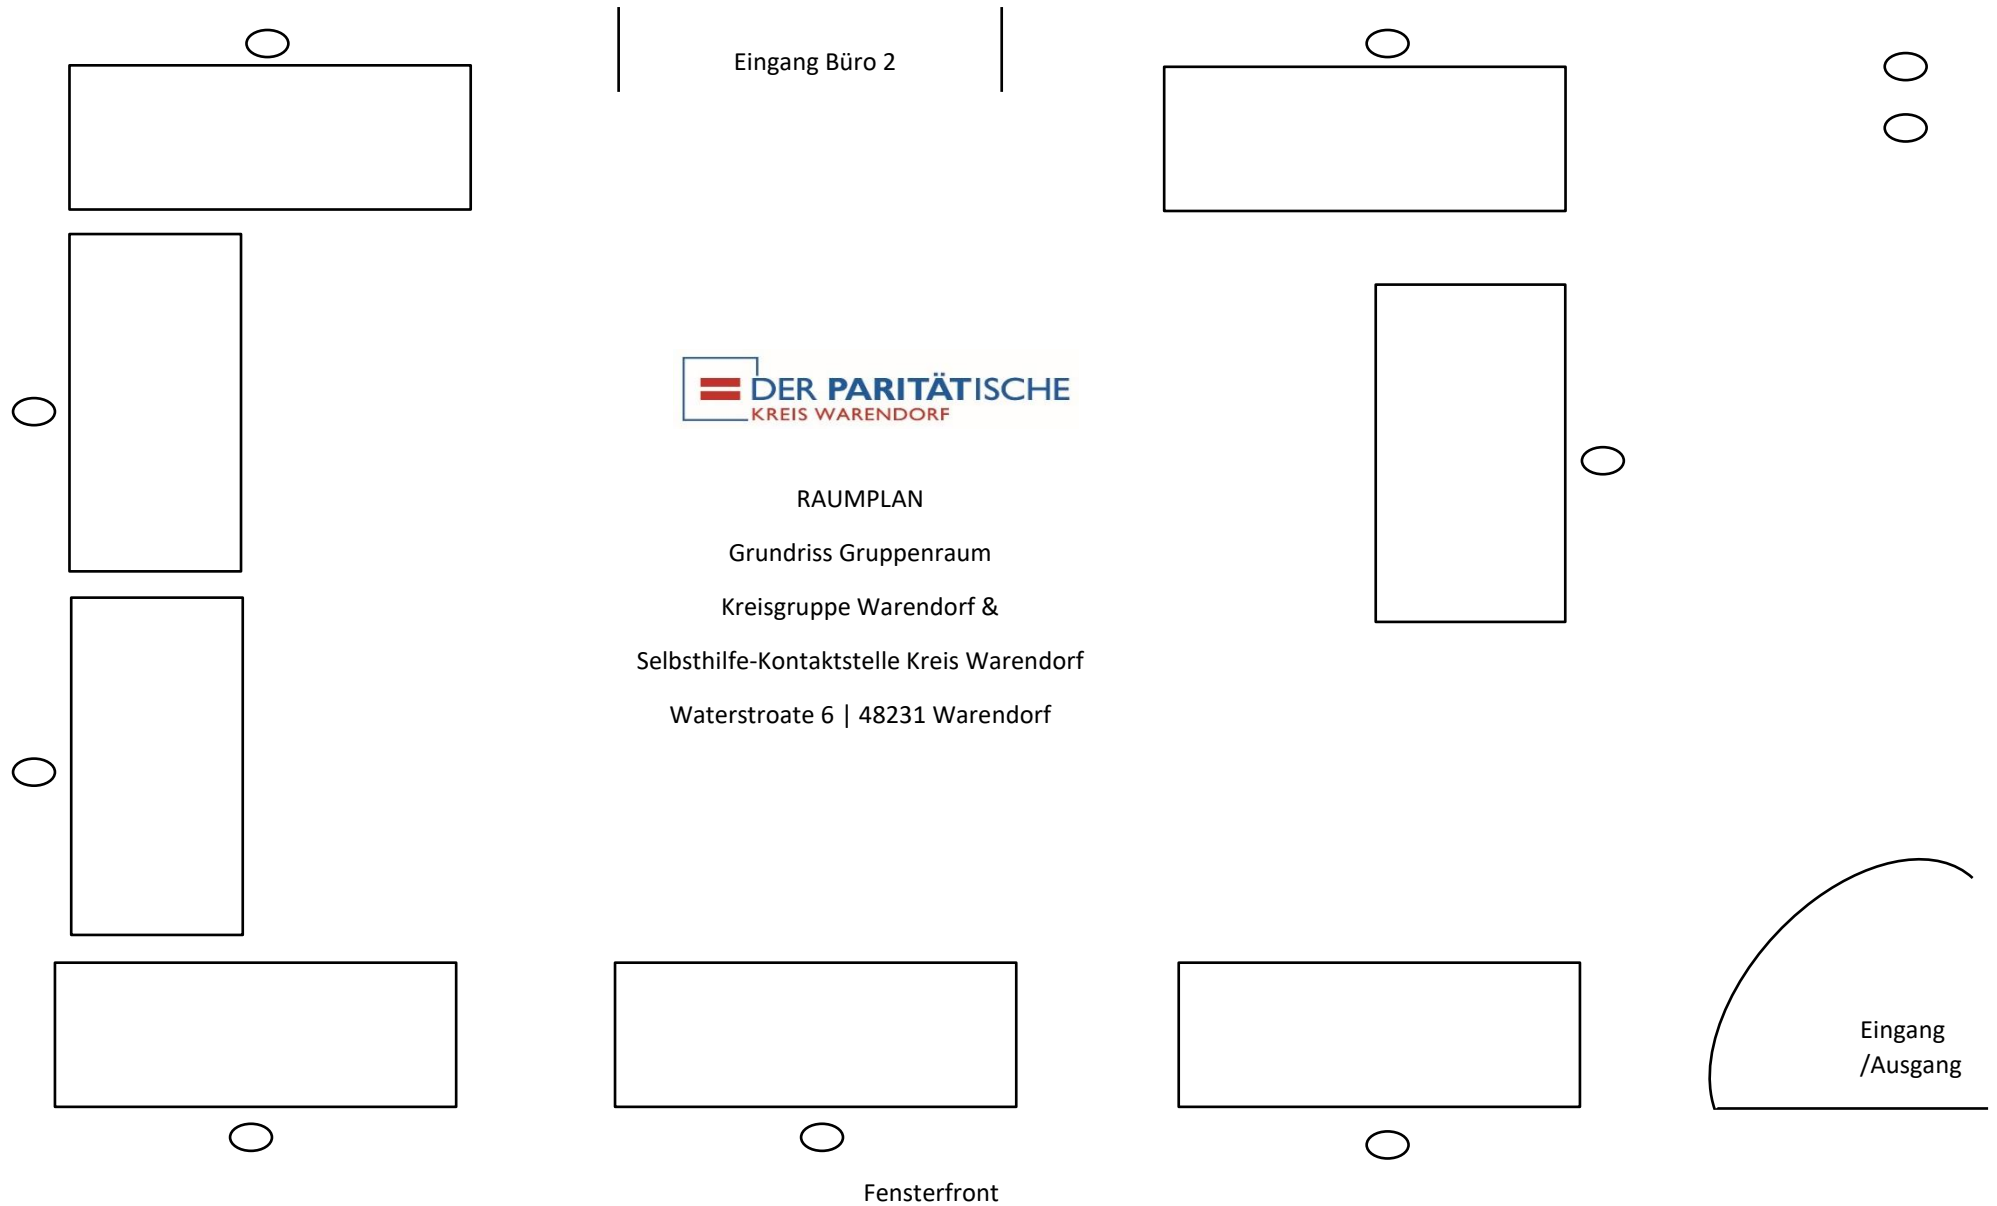 Eingang Büro 2
DER PARITÄTISCHE
KREIS WARENDORF
RAUMPLAN
Grundriss Gruppenraum
Kreisgruppe Warendorf &
Selbsthilfe-Kontaktstelle Kreis Warendorf
Waterstroate 6 | 48231 Warendorf
Eingang
/Ausgang
Fensterfront